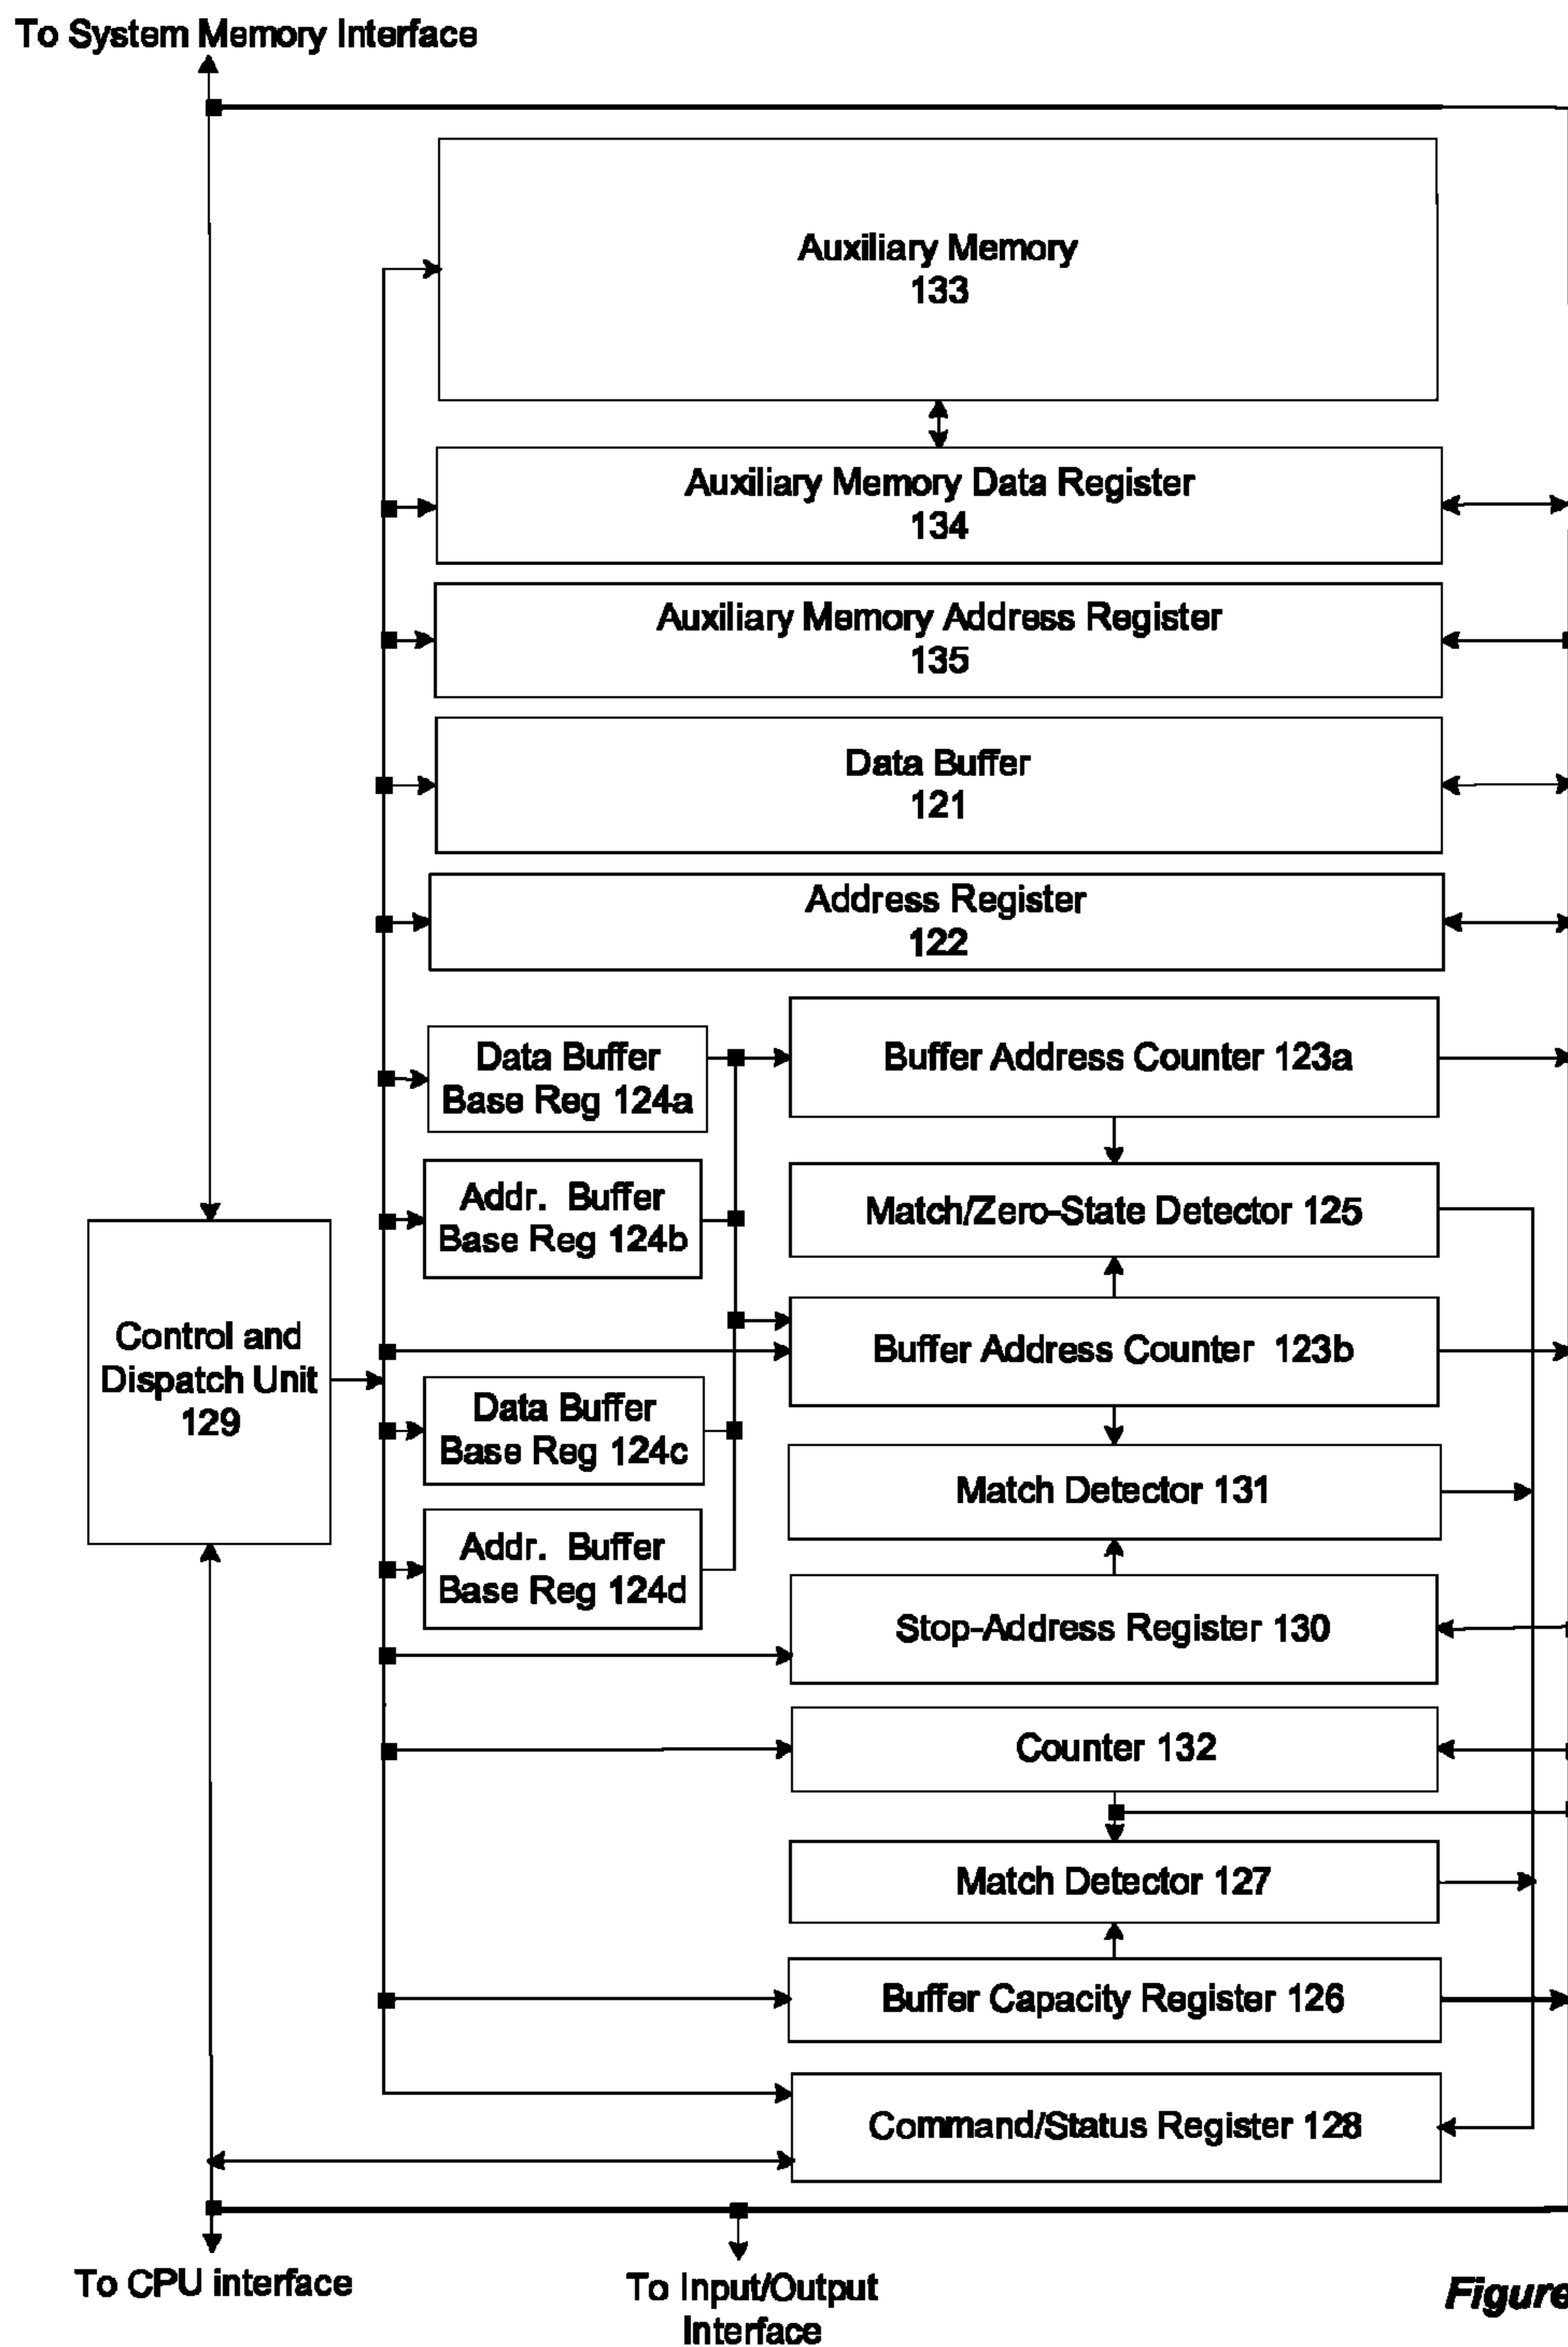 To System Memory Interface
Auxiliary Memory
133
Auxiliary Memory Data Register
134
Auxiliary Memory Address Register
135
Data Buffer
121
Address Register
122
Data Buffer
Base Reg 124a
Buffer Address Counter 123a
Addr. Buffer
Base Reg 124b
Match/Zero-State Detector 125
Control and
Dispatch Unit
129
Buffer Address Counter 123b
Data Buffer
Base Reg 124c
Match Detector 131
Addr. Buffer
Base Reg 124d
Stop-Address Register 130
Counter 132
Match Detector 127
Buffer Capacity Register 126
Command/Status Register 128
To CPU interface
To Input/Output
Interface
Figure